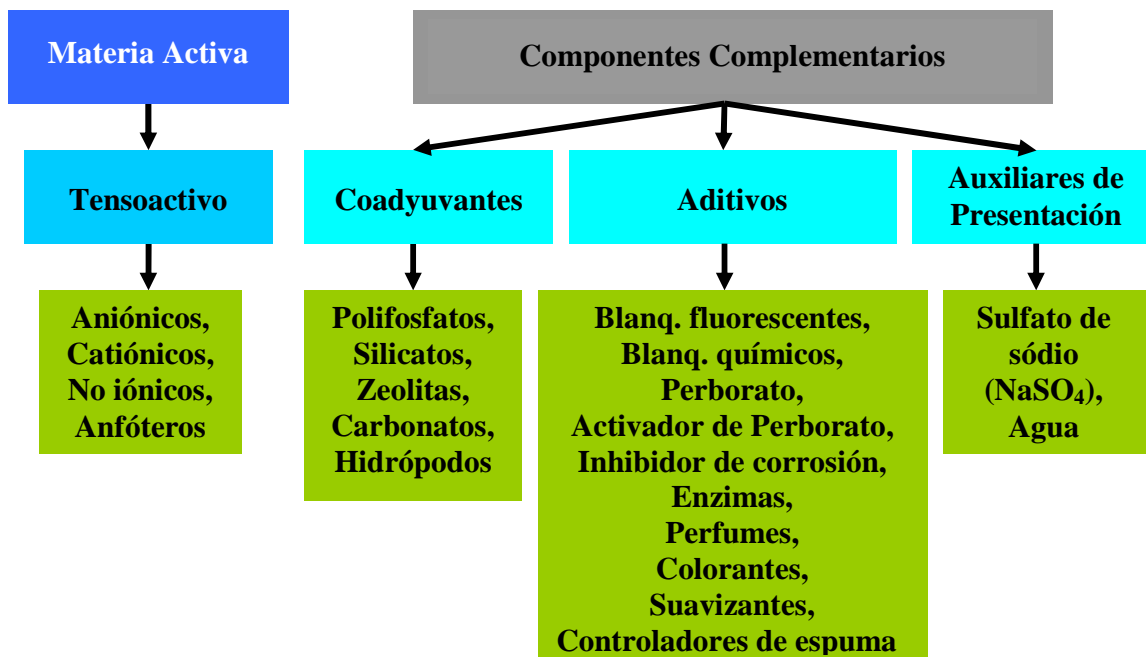 Materia Activa
Componentes Complementarios
Tensoactivo
Coadyuvantes
Aditivos
Auxiliares de
Presentación
Aniónicos,
Catiónicos,
No iónicos,
Anfóteros
Polifosfatos,
Silicatos,
Zeolitas,
Carbonatos,
Hidrópodos
Blanq. fluorescentes,
Blanq. químicos,
Perborato,
Activador de Perborato,
Inhibidor de corrosión,
Enzimas,
Perfumes,
Colorantes,
Suavizantes,
Controladores de espuma
Sulfato de
sódio
(NaSO₄),
Agua